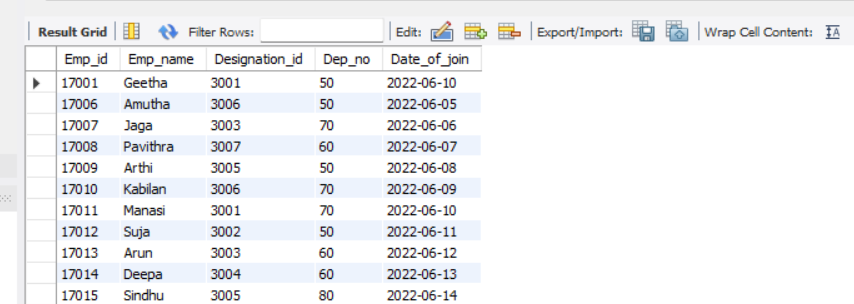 Result Grid Filter Rows: Edit: Export/Import: Wrap Cell Content: IA
Emp_id Emp_name Designation_id Dep_no Date_of_join
17001 Geetha 3001 50 2022-06-10
17006 Amutha 3006 50 2022-06-05
17007 Jaga 3003 70 2022-06-06
17008 Pavithra 3007 60 2022-06-07
17009 Arthi 3005 50 2022-06-08
17010 Kabilan 3006 70 2022-06-09
17011 Manasi 3001 70 2022-06-10
17012 Suja 3002 50 2022-06-11
17013 Arun 3003 60 2022-06-12
17014 Deepa 3004 60 2022-06-13
17015 Sindhu 3005 80 2022-06-14